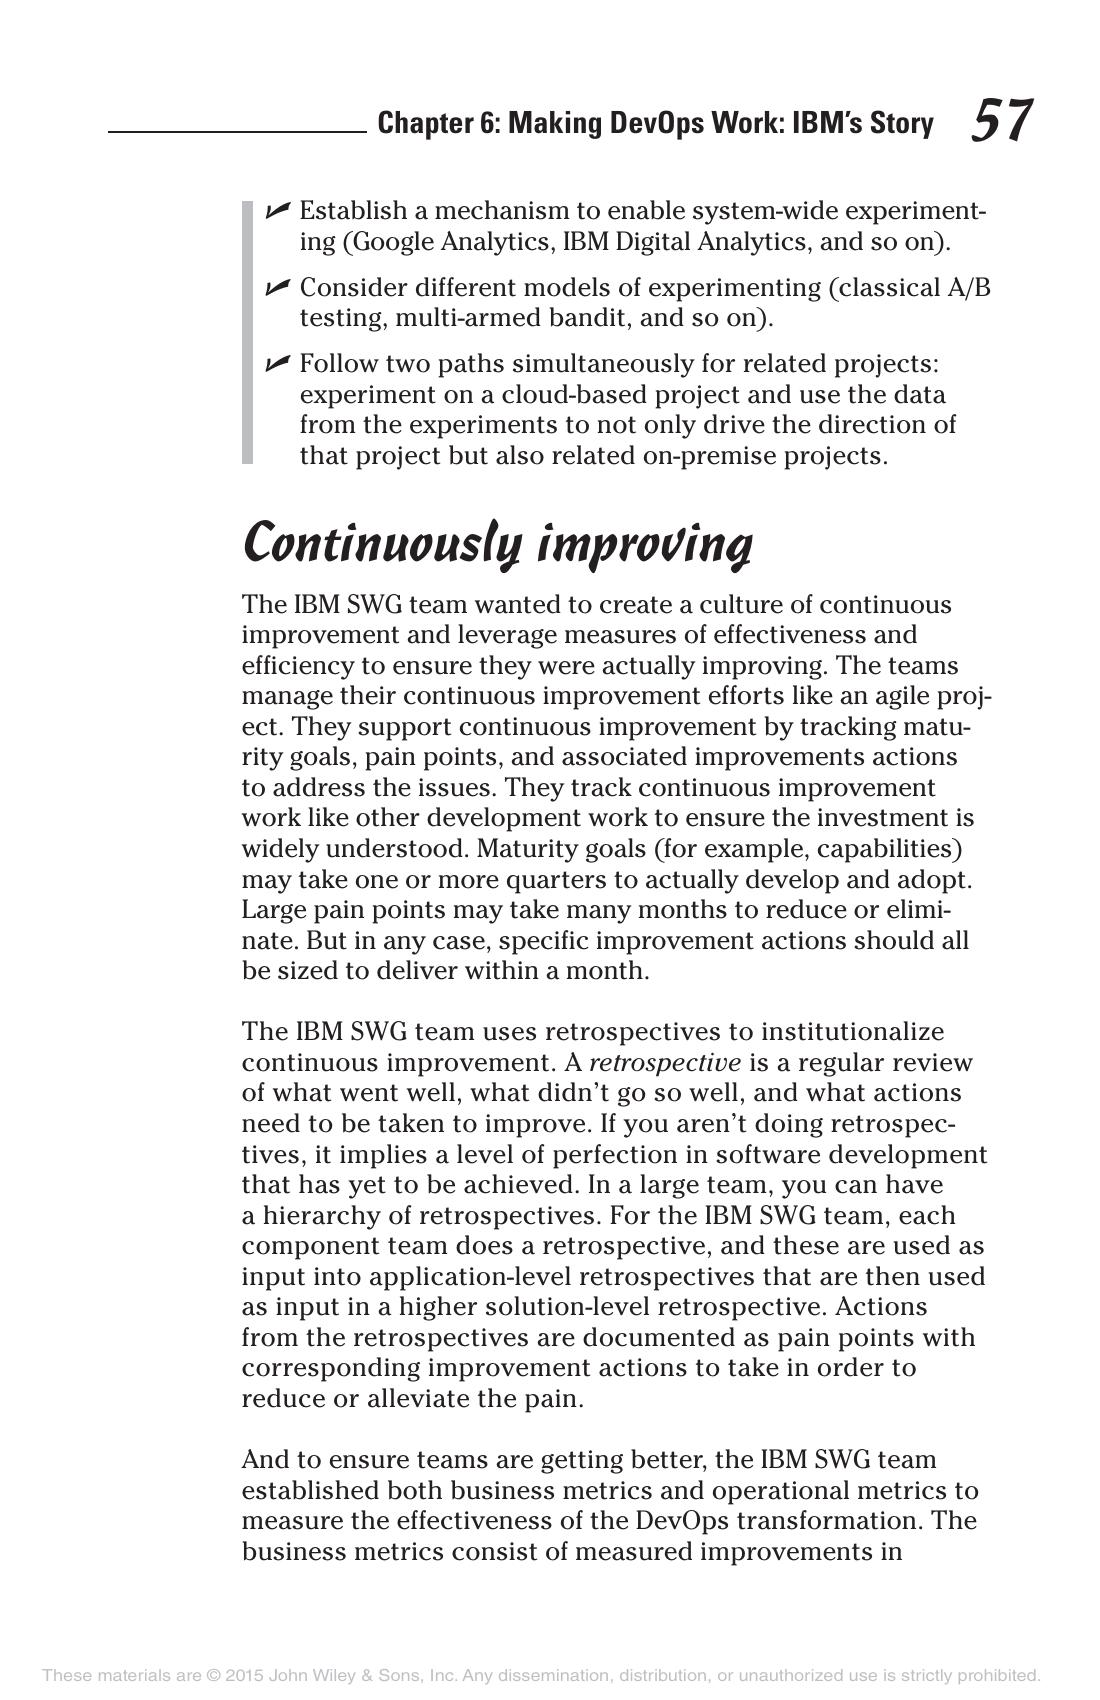 Chapter 6: Making DevOps Work: IBM's Story 57
✓ Establish a mechanism to enable system-wide experiment-
ing (Google Analytics, IBM Digital Analytics, and so on).
✓ Consider different models of experimenting (classical A/B
testing, multi-armed bandit, and so on).
✓ Follow two paths simultaneously for related projects:
experiment on a cloud-based project and use the data
from the experiments to not only drive the direction of
that project but also related on-premise projects.
Continuously improving
The IBM SWG team wanted to create a culture of continuous
improvement and leverage measures of effectiveness and
efficiency to ensure they were actually improving. The teams
manage their continuous improvement efforts like an agile proj-
ect. They support continuous improvement by tracking matu-
rity goals, pain points, and associated improvements actions
to address the issues. They track continuous improvement
work like other development work to ensure the investment is
widely understood. Maturity goals (for example, capabilities)
may take one or more quarters to actually develop and adopt.
Large pain points may take many months to reduce or elimi-
nate. But in any case, specific improvement actions should all
be sized to deliver within a month.
The IBM SWG team uses retrospectives to institutionalize
continuous improvement. A retrospective is a regular review
of what went well, what didn't go so well, and what actions
need to be taken to improve. If you aren't doing retrospec-
tives, it implies a level of perfection in software development
that has yet to be achieved. In a large team, you can have
a hierarchy of retrospectives. For the IBM SWG team, each
component team does a retrospective, and these are used as
input into application-level retrospectives that are then used
as input in a higher solution-level retrospective. Actions
from the retrospectives are documented as pain points with
corresponding improvement actions to take in order to
reduce or alleviate the pain.
And to ensure teams are getting better, the IBM SWG team
established both business metrics and operational metrics to
measure the effectiveness of the DevOps transformation. The
business metrics consist of measured improvements in
These materials are © 2015 John Wiley & Sons, Inc. Any dissemination, distribution, or unauthorized use is strictly prohibited.